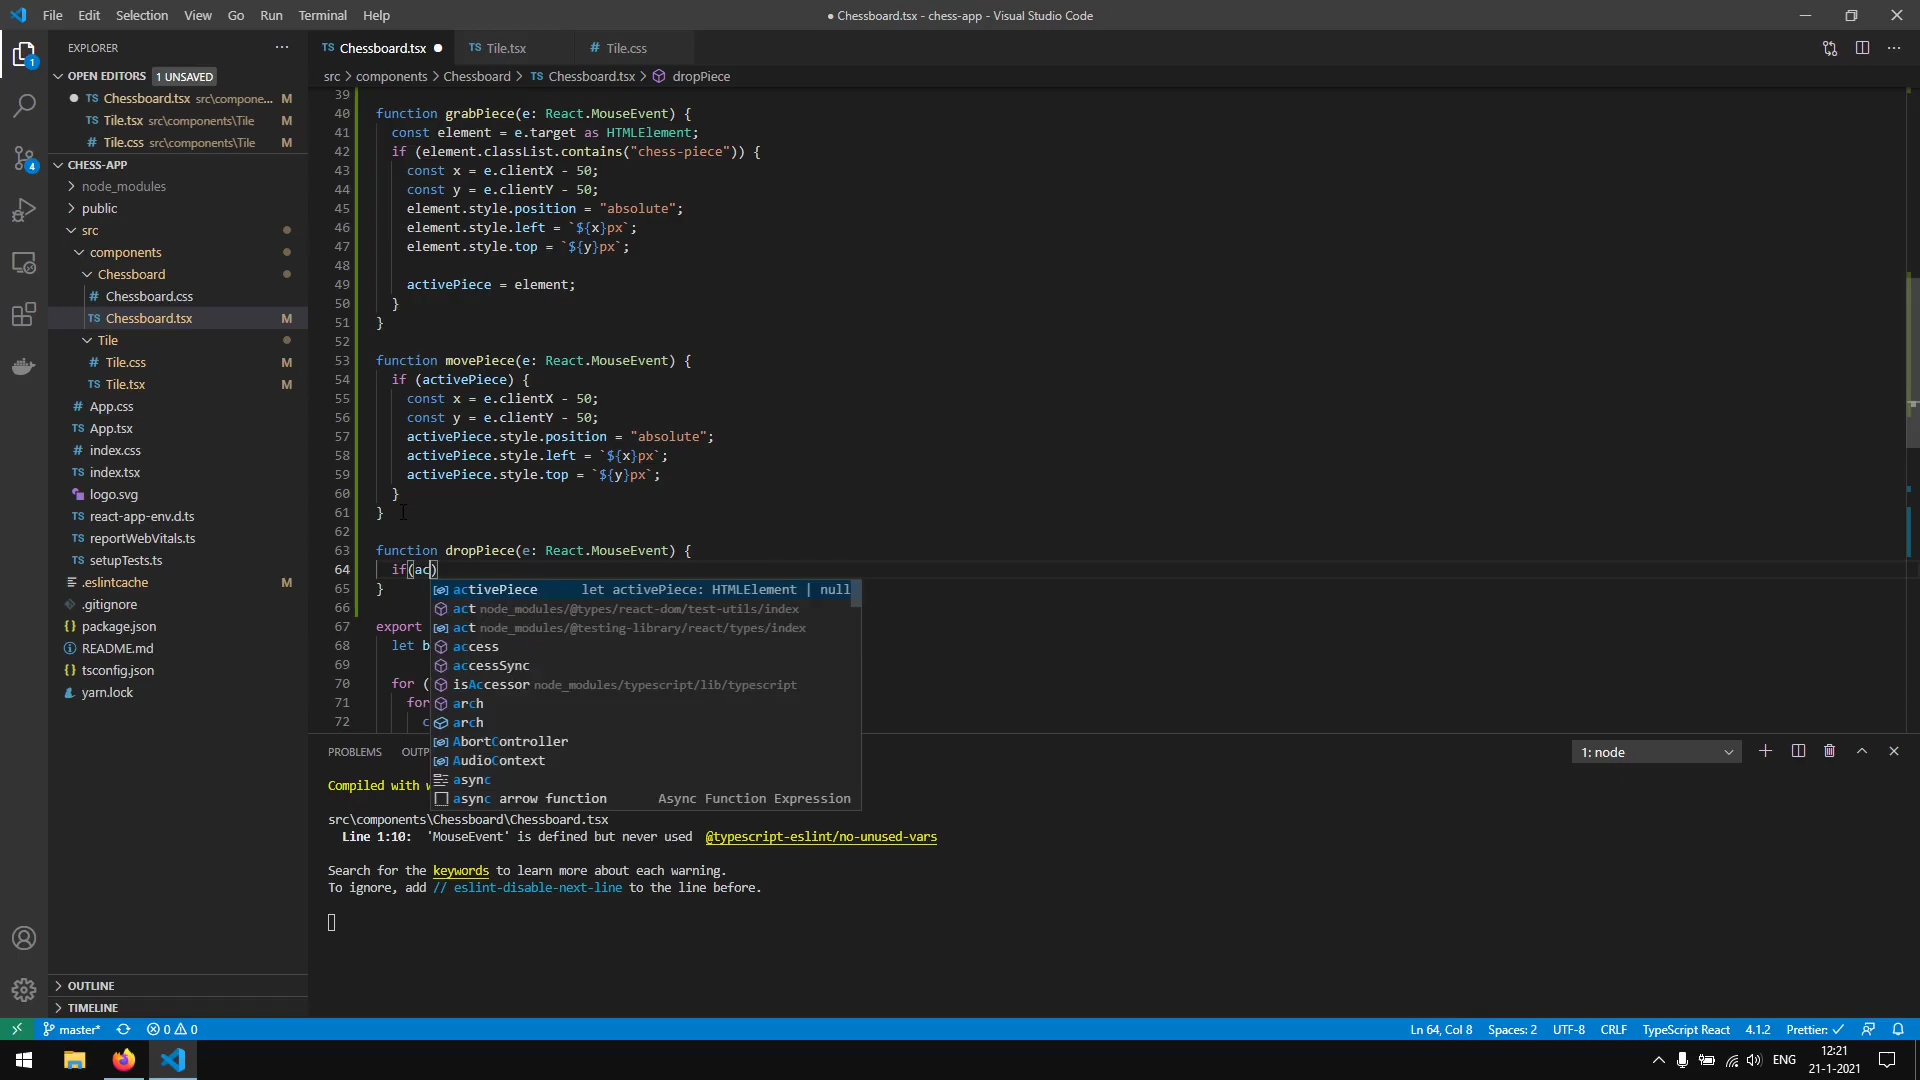 File Edit Selection View Go Run Terminal Help
● Chessboard.tsx - chess-app - Visual Studio Code
EXPLORER
OPEN EDITORS 1 UNSAVED
TS Chessboard.tsx src\compone... M
TS Tile.tsx src\components\Tile M
# Tile.css src\components\Tile M
CHESS-APP
node_modules
public
src
components
Chessboard
# Chessboard.css
TS Chessboard.tsx M
Tile
# Tile.css M
TS Tile.tsx M
# App.css
TS App.tsx
# index.css
TS index.tsx
logo.svg
TS react-app-env.d.ts
TS reportWebVitals.ts
TS setupTests.ts
.eslintcache M
.gitignore
{} package.json
README.md
{} tsconfig.json
yarn.lock
OUTLINE
TIMELINE
1
4
TS Chessboard.tsx ●
TS Tile.tsx
# Tile.css
src > components > Chessboard > TS Chessboard.tsx > dropPiece
39
40 function grabPiece(e: React.MouseEvent) {
41 const element = e.target as HTMLElement;
42 if (element.classList.contains("chess-piece")) {
43 const x = e.clientX - 50;
44 const y = e.clientY - 50;
45 element.style.position = "absolute";
46 element.style.left = `${x}px`;
47 element.style.top = `${y}px`;
48
49 activePiece = element;
50 }
51 }
52
53 function movePiece(e: React.MouseEvent) {
54 if (activePiece) {
55 const x = e.clientX - 50;
56 const y = e.clientY - 50;
57 activePiece.style.position = "absolute";
58 activePiece.style.left = `${x}px`;
59 activePiece.style.top = `${y}px`;
60 }
61 }
62
63 function dropPiece(e: React.MouseEvent) {
64 if(ac)
65 }
66
67 export
68 let b
69
70 for (
71 for
72 c
activePiece let activePiece: HTMLElement | null
act node_modules/@types/react-dom/test-utils/index
act node_modules/@testing-library/react/types/index
access
accessSync
isAccessor node_modules/typescript/lib/typescript
arch
arch
AbortController
AudioContext
async
async arrow function Async Function Expression
PROBLEMS OUTP
1: node
Compiled with w
src\components\Chessboard\Chessboard.tsx
Line 1:10: 'MouseEvent' is defined but never used @typescript-eslint/no-unused-vars
Search for the keywords to learn more about each warning.
To ignore, add // eslint-disable-next-line to the line before.
master* 0 0
Ln 64, Col 8 Spaces: 2 UTF-8 CRLF TypeScript React 4.1.2 Prettier: ✓
ENG
12:21
21-1-2021